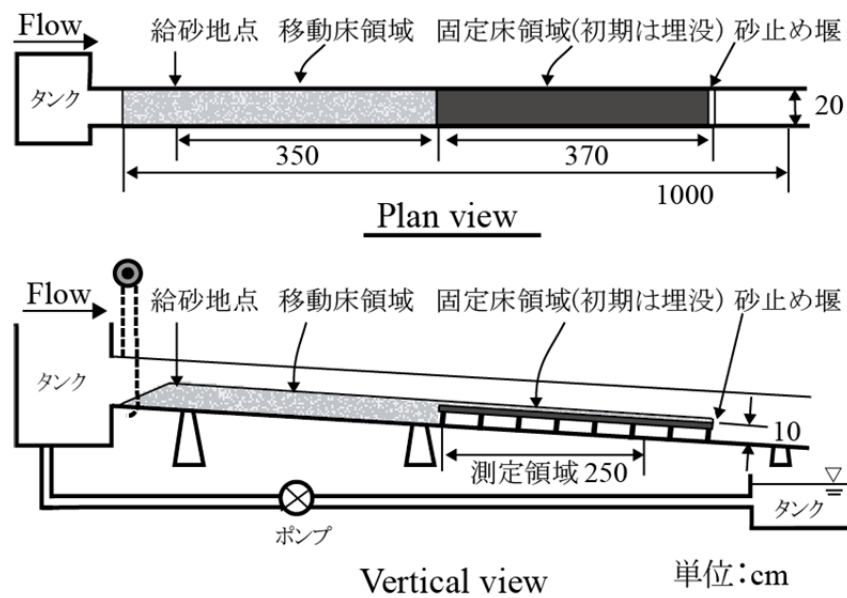 Flow
給砂地点 移動床領域 固定床領域(初期は埋没) 砂止め堰
タンク
20
350
370
1000
Plan view
Flow
給砂地点 移動床領域 固定床領域(初期は埋没) 砂止め堰
タンク
10
測定領域 250
タンク
ポンプ
Vertical view
単位:cm